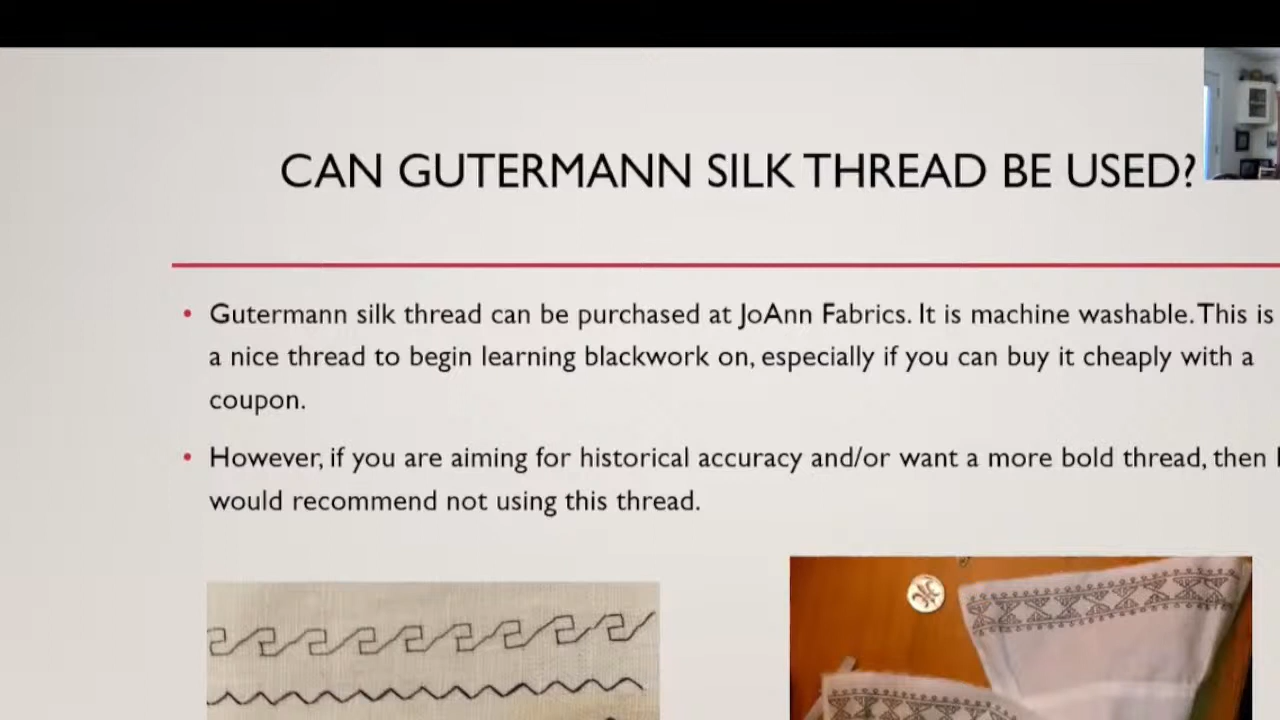 CAN GUTERMANN SILK THREAD BE USED?
• Gutermann silk thread can be purchased at JoAnn Fabrics. It is machine washable. This is
a nice thread to begin learning blackwork on, especially if you can buy it cheaply with a
coupon.
• However, if you are aiming for historical accuracy and/or want a more bold thread, then
would recommend not using this thread.